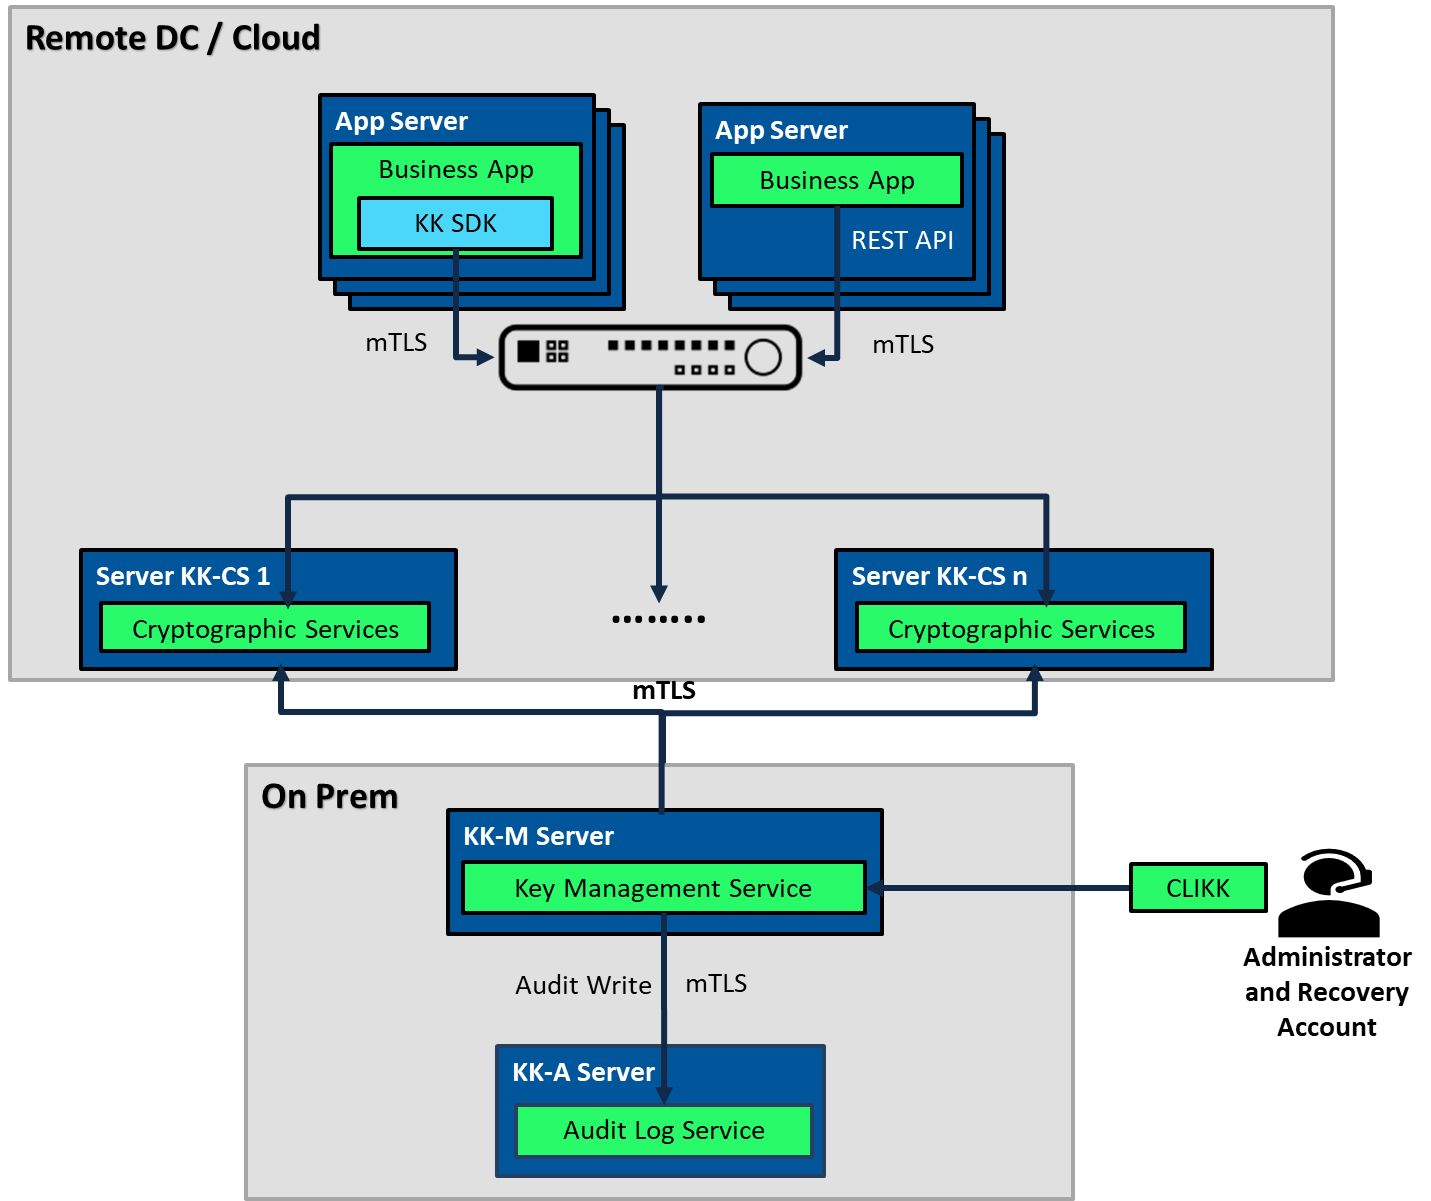 Remote DC / Cloud
App Server
Business App
KK SDK
App Server
Business App
REST API
mTLS
mTLS
Server KK-CS 1
Cryptographic Services
........
Server KK-CS n
Cryptographic Services
mTLS
On Prem
KK-M Server
Key Management Service
CLIKK
Administrator
and Recovery
Account
Audit Write
mTLS
KK-A Server
Audit Log Service